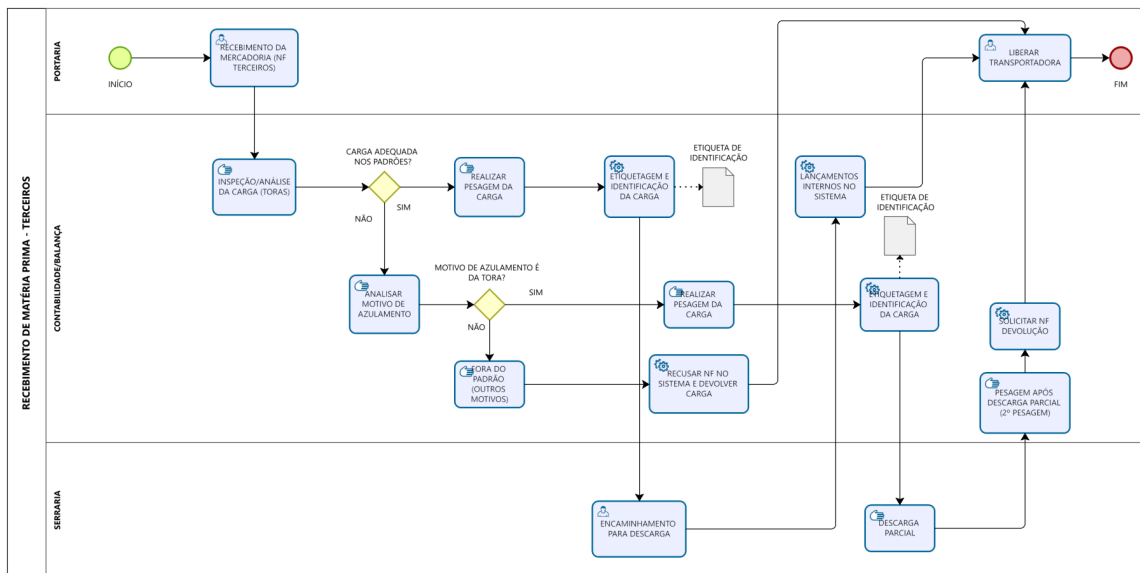 RECEBIMENTO DE MATÉRIA PRIMA - TERCEIROS
PORTARIA
INÍCIO
RECEBIMENTO DA
MERCADORIA (NF
TERCEIROS)
LIBERAR
TRANSPORTADORA
FIM
CONTABILIDADE/BALANÇA
INSPEÇÃO/ANÁLISE
DA CARGA (TORAS)
CARGA ADEQUADA
NOS PADRÕES?
SIM
NÃO
REALIZAR
PESAGEM DA
CARGA
ETIQUETAGEM E
IDENTIFICAÇÃO
DA CARGA
ETIQUETA DE
IDENTIFICAÇÃO
LANÇAMENTOS
INTERNOS NO
SISTEMA
ETIQUETA DE
IDENTIFICAÇÃO
ANALISAR
MOTIVO DE
AZULAMENTO
MOTIVO DE AZULAMENTO É
DA TORA?
SIM
NÃO
REALIZAR
PESAGEM DA
CARGA
ETIQUETAGEM E
IDENTIFICAÇÃO
DA CARGA
SOLICITAR NF
DEVOLUÇÃO
FORA DO
PADRÃO
(OUTROS
MOTIVOS)
RECUSAR NF NO
SISTEMA E DEVOLVER
CARGA
PESAGEM APÓS
DESCARGA PARCIAL
(2º PESAGEM)
SERRARIA
ENCAMINHAMENTO
PARA DESCARGA
DESCARGA
PARCIAL